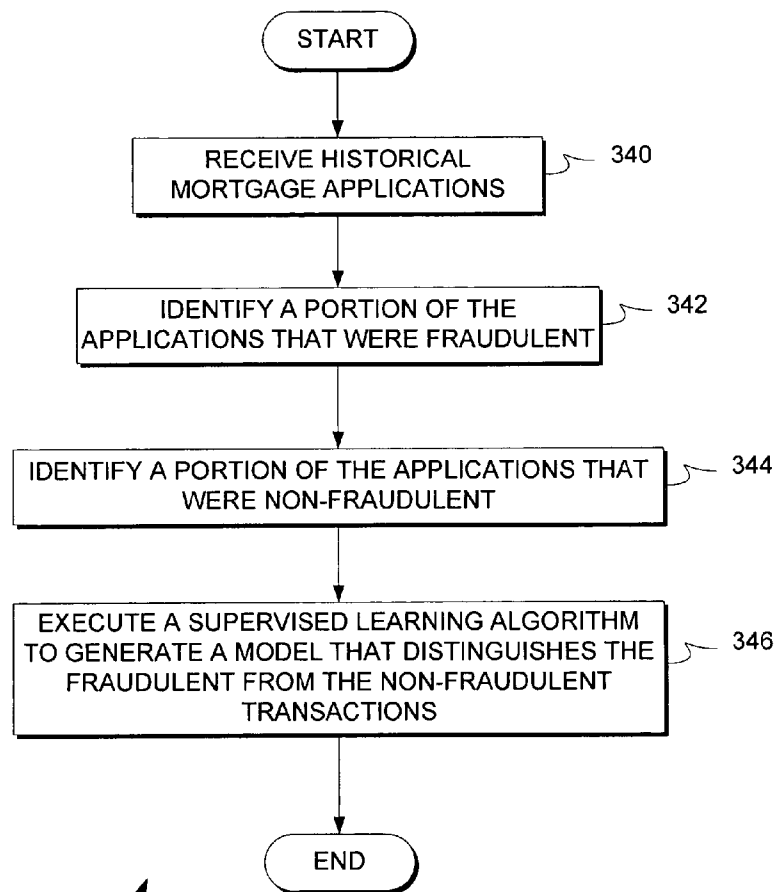 START
RECEIVE HISTORICAL
MORTGAGE APPLICATIONS
340
IDENTIFY A PORTION OF THE
APPLICATIONS THAT WERE FRAUDULENT
342
IDENTIFY A PORTION OF THE APPLICATIONS THAT
WERE NON-FRAUDULENT
344
EXECUTE A SUPERVISED LEARNING ALGORITHM
TO GENERATE A MODEL THAT DISTINGUISHES THE
FRAUDULENT FROM THE NON-FRAUDULENT
TRANSACTIONS
346
END